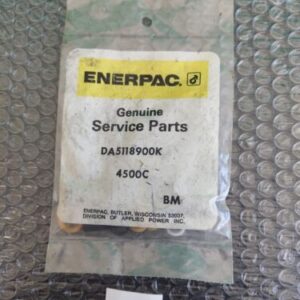 ENERPAC.
Genuine
Service Parts
DA5118900K
4500C
BM
ENERPAC, BUTLER, WISCONSIN 53007,
DIVISION OF APPLIED POWER INC.